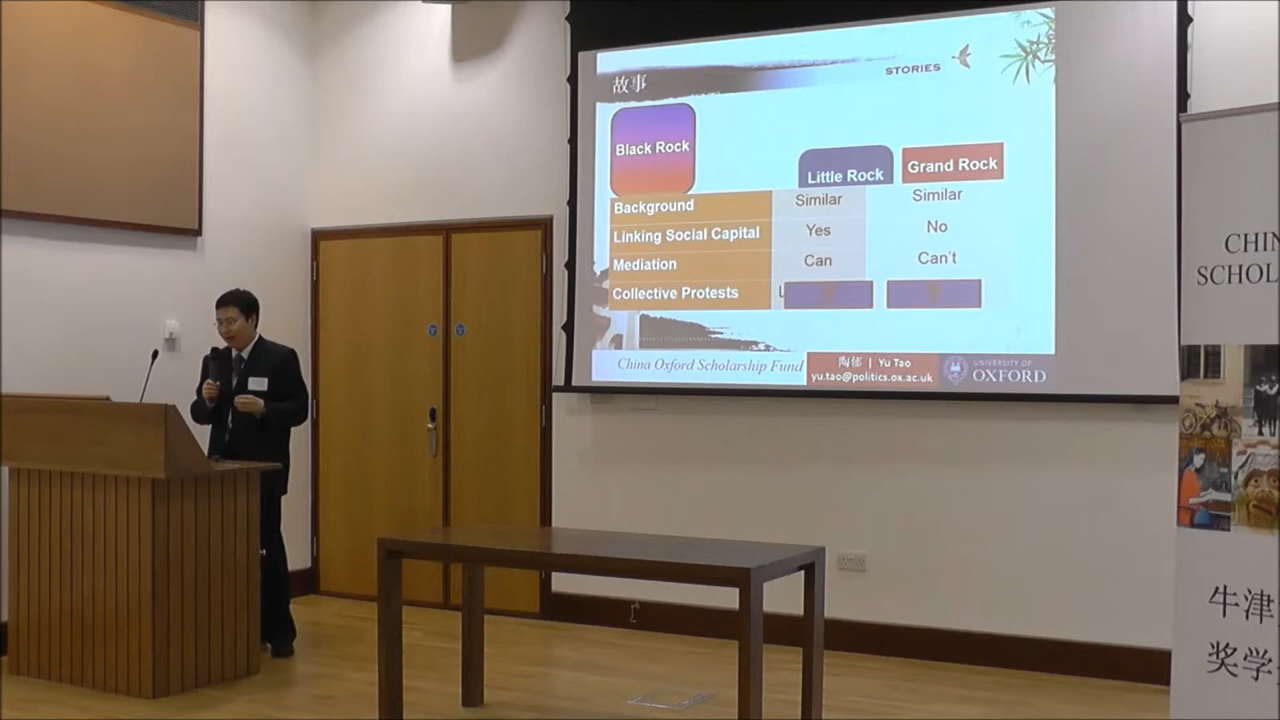 故事
STORIES
Black Rock
Little Rock
Grand Rock
Background Similar Similar
Linking Social Capital Yes No
Mediation Can Can't
Collective Protests
China Oxford Scholarship Fund
陶郁 | Yu Tao
yu.tao@politics.ox.ac.uk
UNIVERSITY OF
OXFORD
CHIN
SCHOL
牛津
奖学